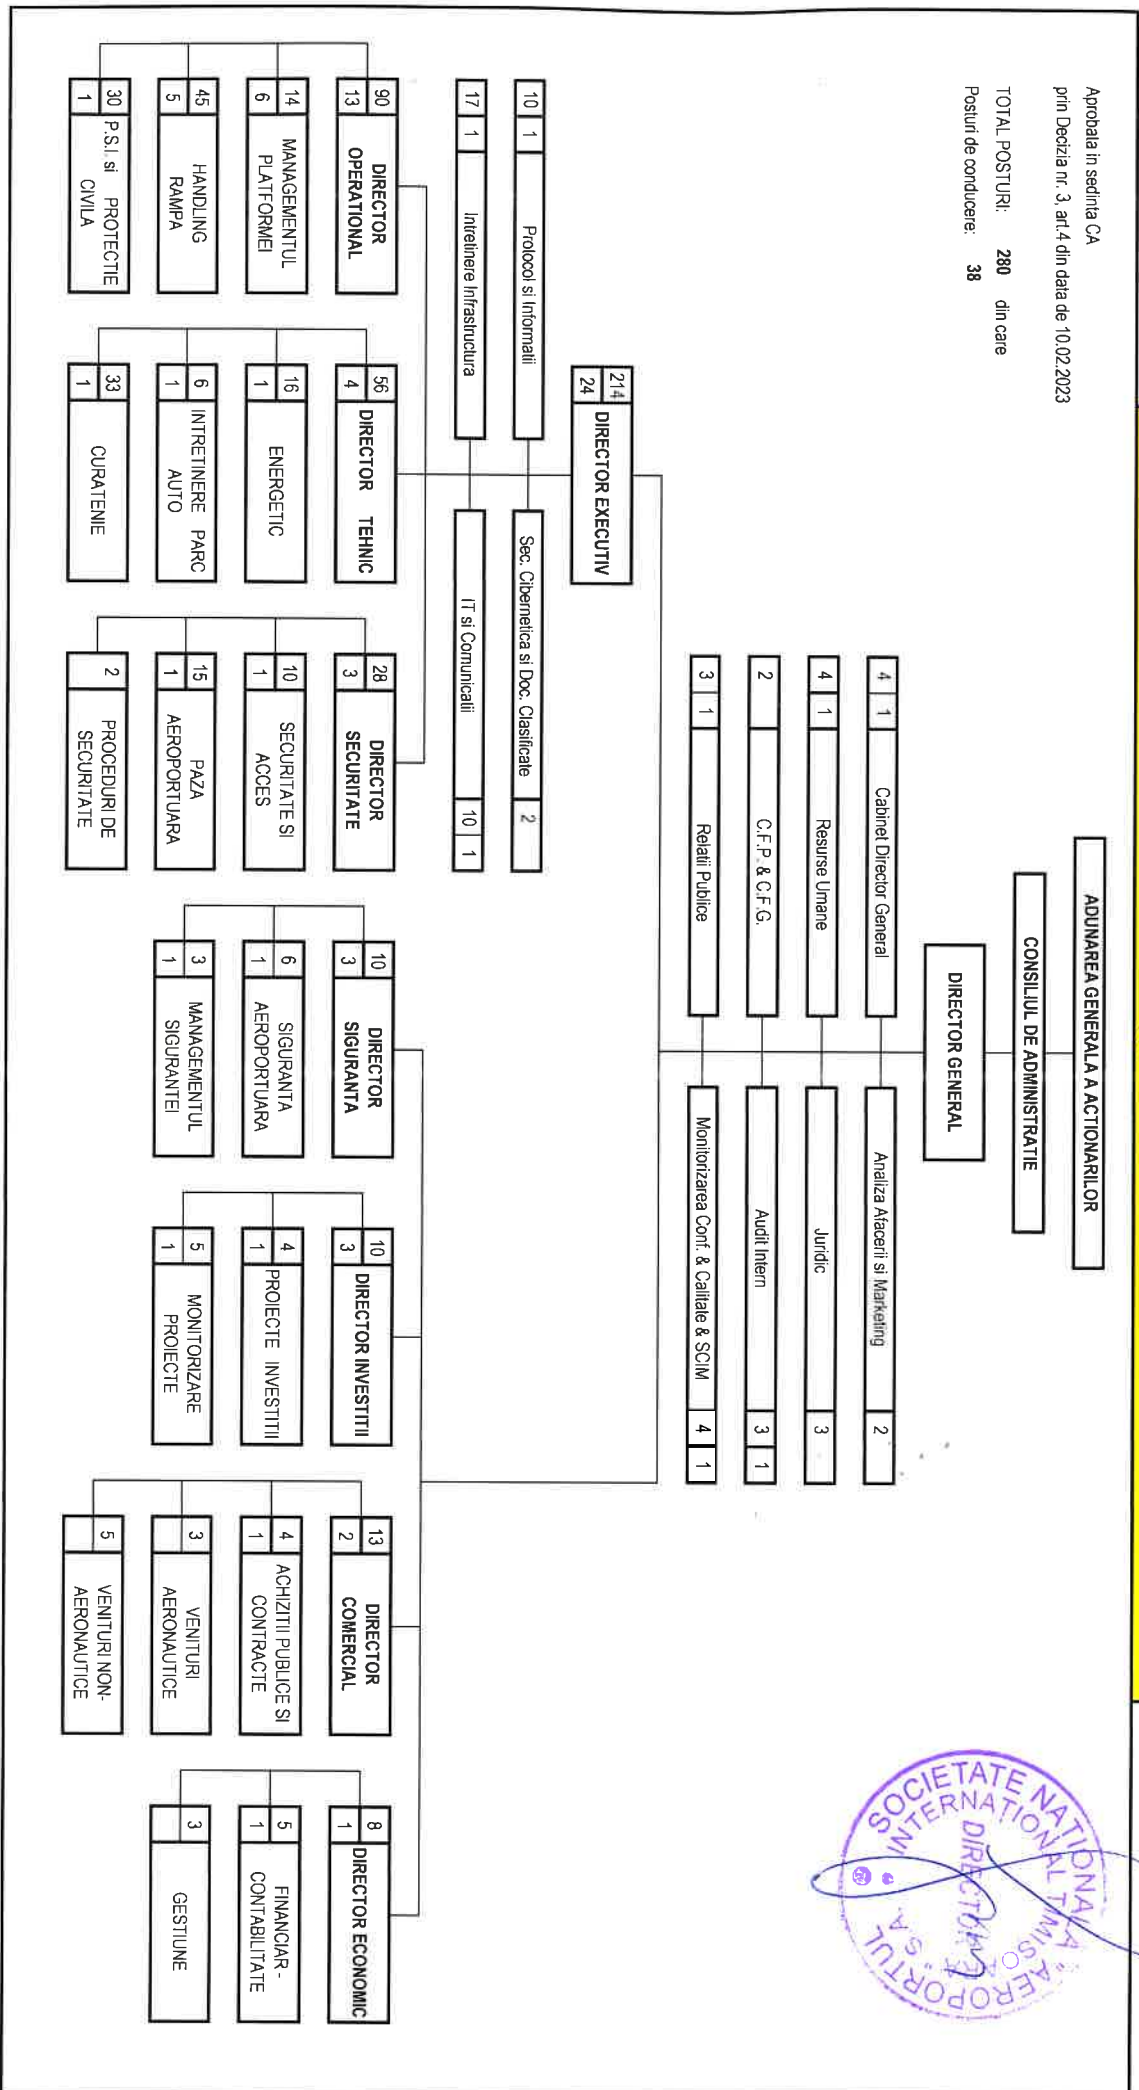 Aprobata in sedinta CA
prin Decizia nr. 3, art.4 din data de 10.02.2023
TOTAL POSTURI: 280 din care
Posturi de conducere: 38
ADUNAREA GENERALA A ACTIONARILOR
CONSILIUL DE ADMINISTRATIE
DIRECTOR GENERAL
4 1 Cabinet Director General
Analiza Afacerii si Marketing 2
4 1 Resurse Umane
Juridic 3
2 C.F.P. & C.F.G.
Audit Intern 3 1
3 1 Relatii Publice
Monitorizarea Conf. & Calitate & SCIM 4 1
214
24
DIRECTOR EXECUTIV
10 1 Protocol si Informatii
Sec. Cibernetica si Doc. Clasificate 2
17 1 Intretinere Infrastructura
IT si Comunicatii 10 1
90
13
DIRECTOR
OPERATIONAL
14
6
MANAGEMENTUL
PLATFORMEI
45
5
HANDLING
RAMPA
30
1
P.S.I. si PROTECTIE
CIVILA
56
4
DIRECTOR TEHNIC
16
1
ENERGETIC
6
1
INTRETINERE PARC
AUTO
33
1
CURATENIE
28
3
DIRECTOR
SECURITATE
10
1
SECURITATE SI
ACCES
15
1
PAZA
AEROPORTUARA
2
PROCEDURI DE
SECURITATE
10
3
DIRECTOR
SIGURANTA
6
1
SIGURANTA
AEROPORTUARA
3
1
MANAGEMENTUL
SIGURANTEI
10
3
DIRECTOR INVESTITII
4
1
PROIECTE INVESTITII
5
1
MONITORIZARE
PROIECTE
13
2
DIRECTOR
COMERCIAL
4
1
ACHIZITII PUBLICE SI
CONTRACTE
3
VENITURI
AERONAUTICE
5
VENITURI NON-
AERONAUTICE
8
1
DIRECTOR ECONOMIC
5
1
FINANCIAR -
CONTABILITATE
3
GESTIUNE
SOCIETATE NATIONALA "AEROPORTUL
INTERNATIONAL TIMISOARA" S.A.
DIRECTOR